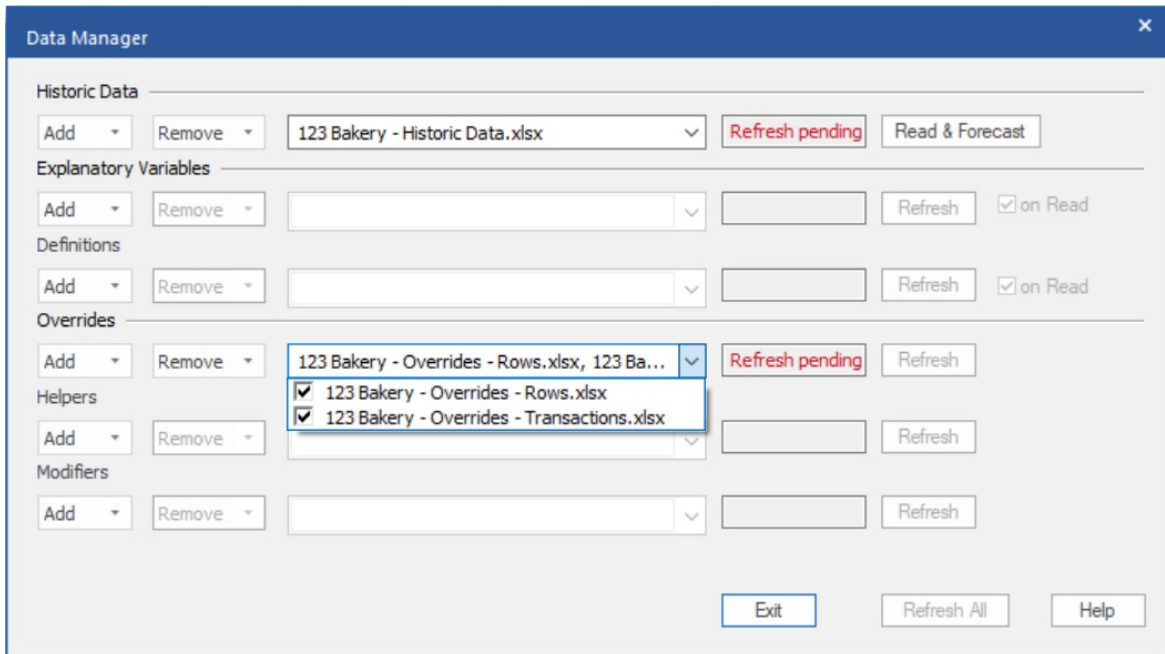 Data Manager
Historic Data
Add Remove 123 Bakery - Historic Data.xlsx Refresh pending Read & Forecast
Explanatory Variables
Add Remove Refresh on Read
Definitions
Add Remove Refresh on Read
Overrides
Add Remove 123 Bakery - Overrides - Rows.xlsx, 123 Ba... Refresh pending Refresh
123 Bakery - Overrides - Rows.xlsx
Helpers
123 Bakery - Overrides - Transactions.xlsx
Add Remove Refresh
Modifiers
Add Remove Refresh
Exit Refresh All Help